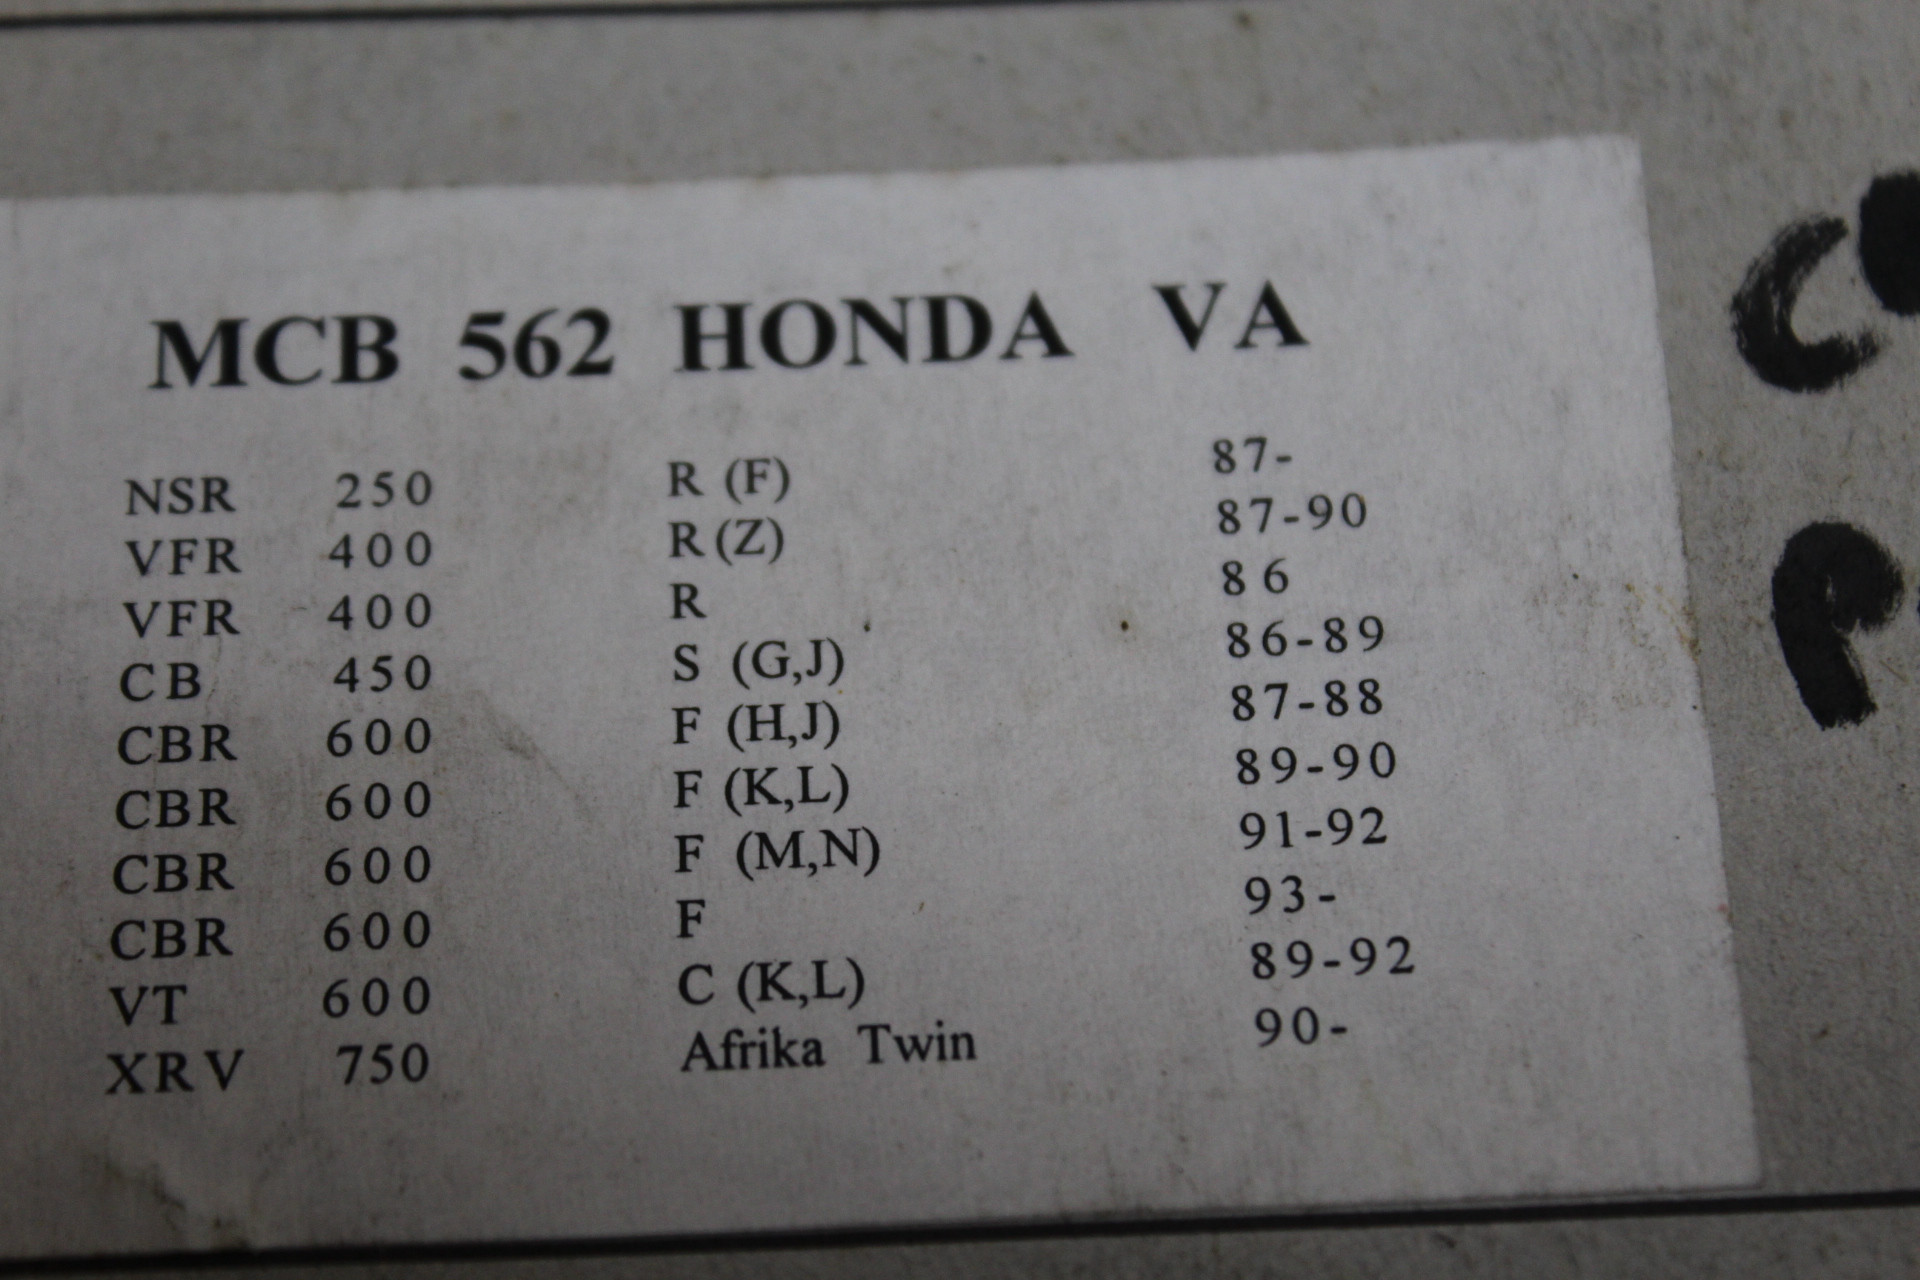 MCB 562 HONDA VA
NSR 250 R (F) 87-
VFR 400 R (Z) 87-90
VFR 400 R 86
CB 450 S (G,J) 86-89
CBR 600 F (H,J) 87-88
CBR 600 F (K,L) 89-90
CBR 600 F (M,N) 91-92
CBR 600 F 93-
VT 600 C (K,L) 89-92
XRV 750 Afrika Twin 90-